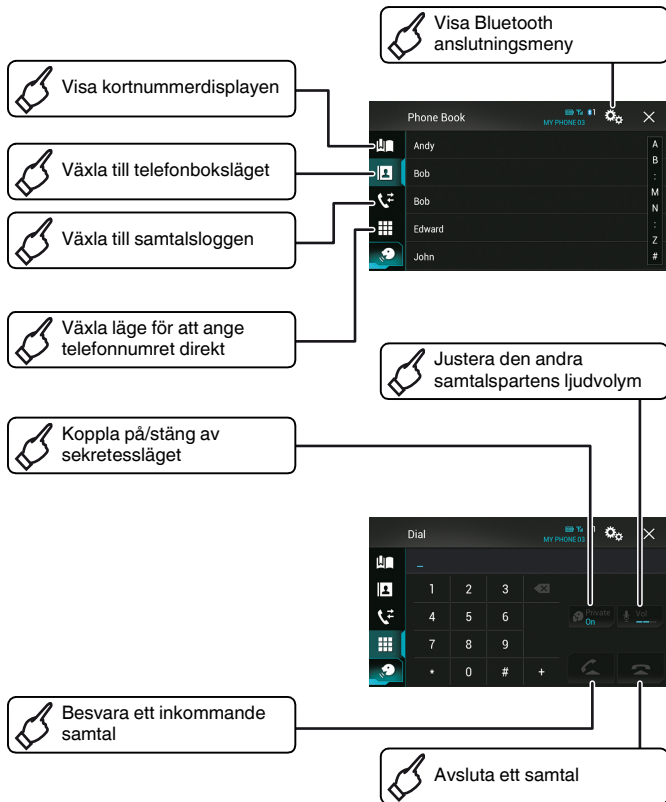 Visa Bluetooth
anslutningsmeny
Visa kortnummerdisplayen
Växla till telefonboksläget
Växla till samtalsloggen
Växla läge för att ange
telefonnumret direkt
Phone Book
1
MY PHONE 03
Andy
Bob
Bob
Edward
John
A
B
:
M
N
:
Z
#
Justera den andra
samtalspartens ljudvolym
Koppla på/stäng av
sekretessläget
Dial
1
MY PHONE 03
_
1 2 3
4 5 6
7 8 9
* 0 # +
Private
On
Vol
Besvara ett inkommande
samtal
Avsluta ett samtal